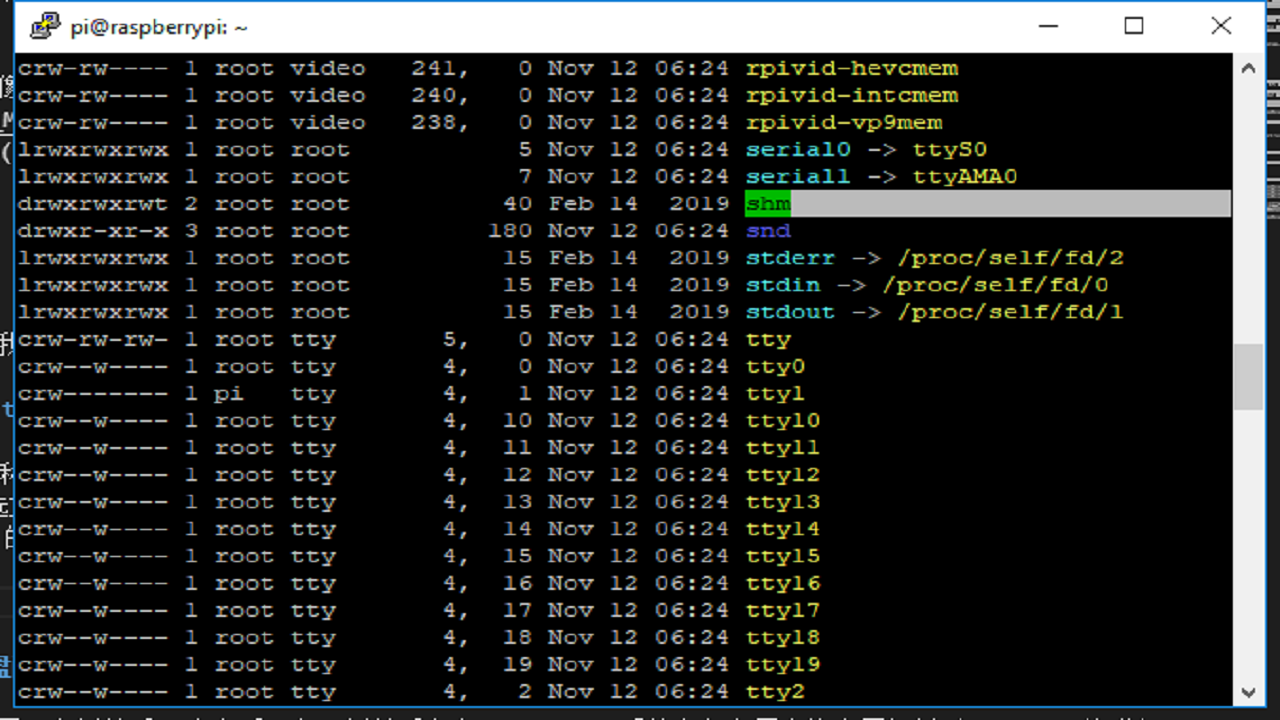 pi@raspberrypi: ~
crw-rw---- 1 root video   241,   0 Nov 12 06:24 rpivid-hevcmem
crw-rw---- 1 root video   240,   0 Nov 12 06:24 rpivid-intcmem
crw-rw---- 1 root video   238,   0 Nov 12 06:24 rpivid-vp9mem
lrwxrwxrwx 1 root root           5 Nov 12 06:24 serial0 -> ttyS0
lrwxrwxrwx 1 root root           7 Nov 12 06:24 serial1 -> ttyAMA0
drwxrwxrwt 2 root root          40 Feb 14  2019 shm
drwxr-xr-x 3 root root         180 Nov 12 06:24 snd
lrwxrwxrwx 1 root root          15 Feb 14  2019 stderr -> /proc/self/fd/2
lrwxrwxrwx 1 root root          15 Feb 14  2019 stdin -> /proc/self/fd/0
lrwxrwxrwx 1 root root          15 Feb 14  2019 stdout -> /proc/self/fd/1
crw-rw-rw- 1 root tty       5,   0 Nov 12 06:24 tty
crw--w---- 1 root tty       4,   0 Nov 12 06:24 tty0
crw------- 1 pi   tty       4,   1 Nov 12 06:24 tty1
crw--w---- 1 root tty       4,  10 Nov 12 06:24 tty10
crw--w---- 1 root tty       4,  11 Nov 12 06:24 tty11
crw--w---- 1 root tty       4,  12 Nov 12 06:24 tty12
crw--w---- 1 root tty       4,  13 Nov 12 06:24 tty13
crw--w---- 1 root tty       4,  14 Nov 12 06:24 tty14
crw--w---- 1 root tty       4,  15 Nov 12 06:24 tty15
crw--w---- 1 root tty       4,  16 Nov 12 06:24 tty16
crw--w---- 1 root tty       4,  17 Nov 12 06:24 tty17
crw--w---- 1 root tty       4,  18 Nov 12 06:24 tty18
crw--w---- 1 root tty       4,  19 Nov 12 06:24 tty19
crw--w---- 1 root tty       4,   2 Nov 12 06:24 tty2